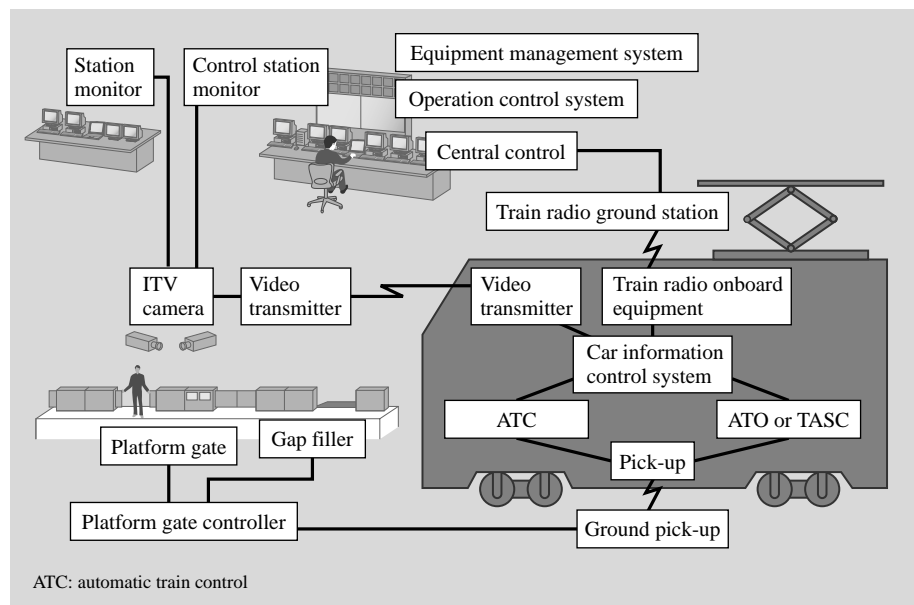 Station
monitor
Control station
monitor
Equipment management system
Operation control system
Central control
Train radio ground station
ITV
camera
Video
transmitter
Video
transmitter
Train radio onboard
equipment
Car information
control system
ATC
ATO or TASC
Platform gate
Gap filler
Pick-up
Platform gate controller
Ground pick-up
ATC: automatic train control